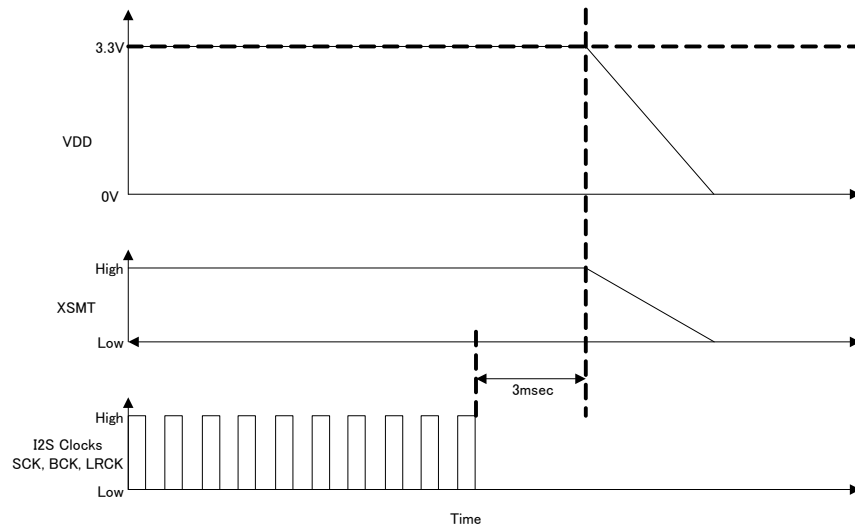 3.3V
VDD
0V
High
XSMT
Low
3msec
High
I2S Clocks
SCK, BCK, LRCK
Low
Time